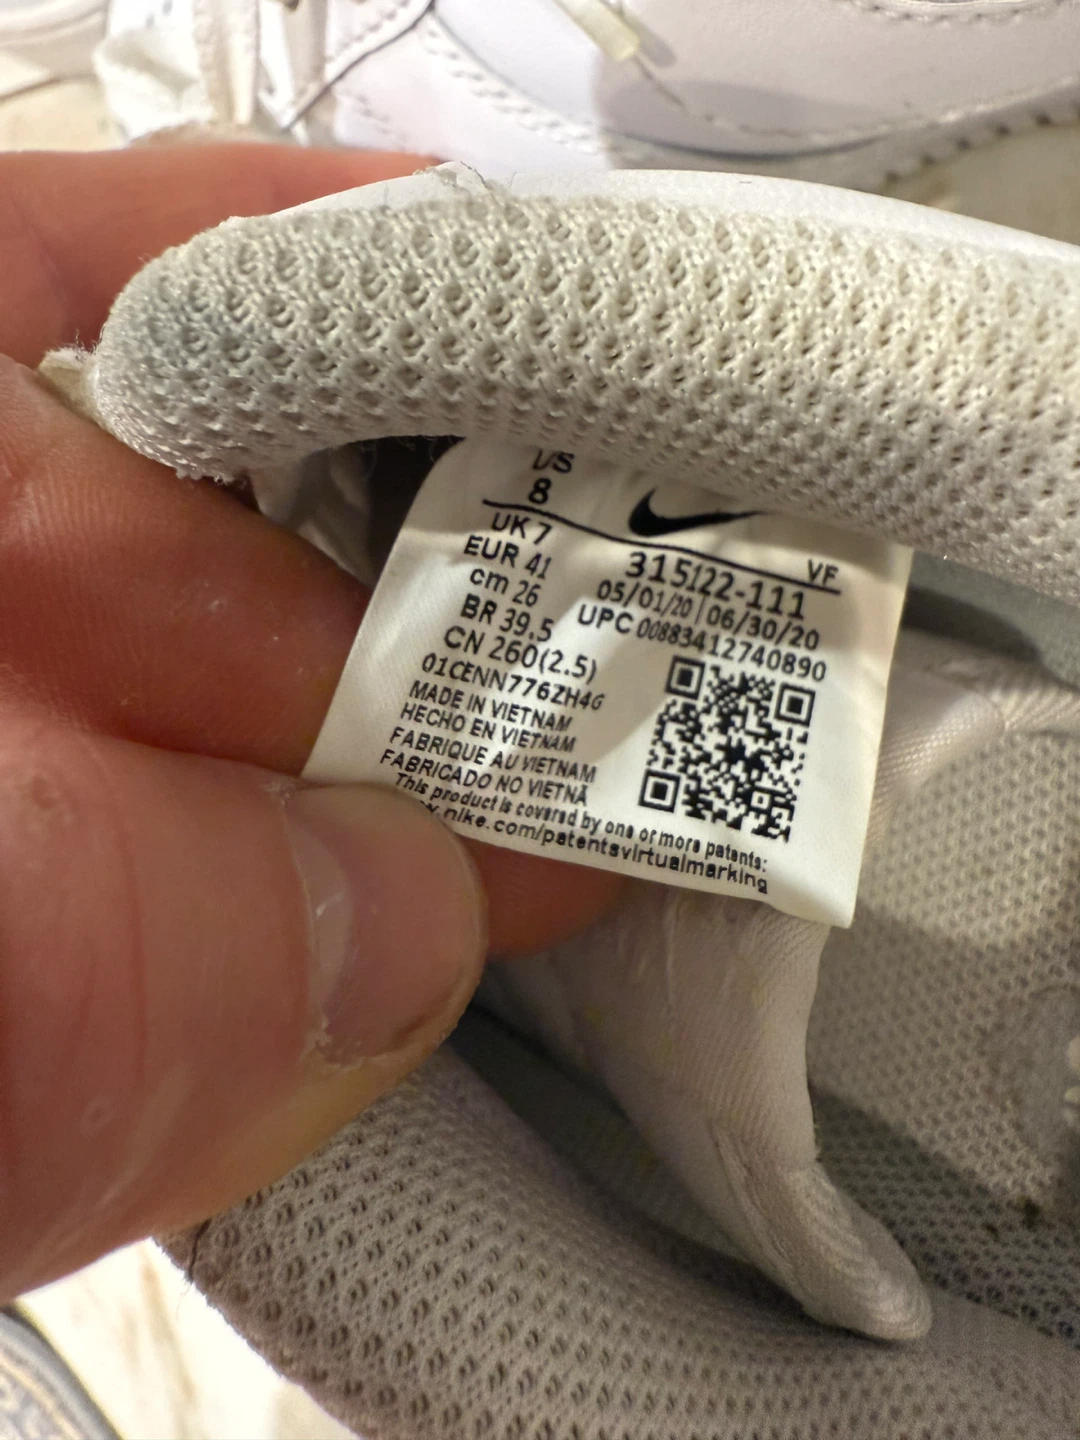 US
8
UK 7
EUR 41
cm 26
BR 39.5
CN 260(2.5)
VF
315122-111
05/01/20 | 06/30/20
UPC 00883412740890
01CENN776ZH4G
MADE IN VIETNAM
HECHO EN VIETNAM
FABRIQUE AU VIETNAM
FABRICADO NO VIETNÃ
This product is covered by one or more patents:
.nike.com/patentsvirtualmarking